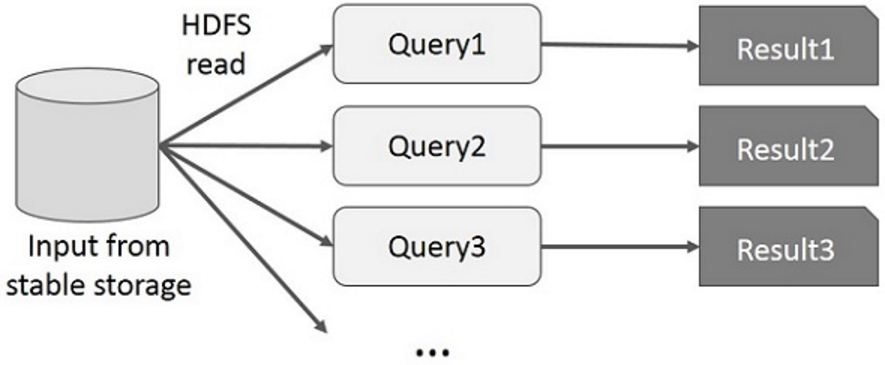 HDFS
read
Query1
Result1
Query2
Result2
Input from
stable storage
Query3
Result3
...